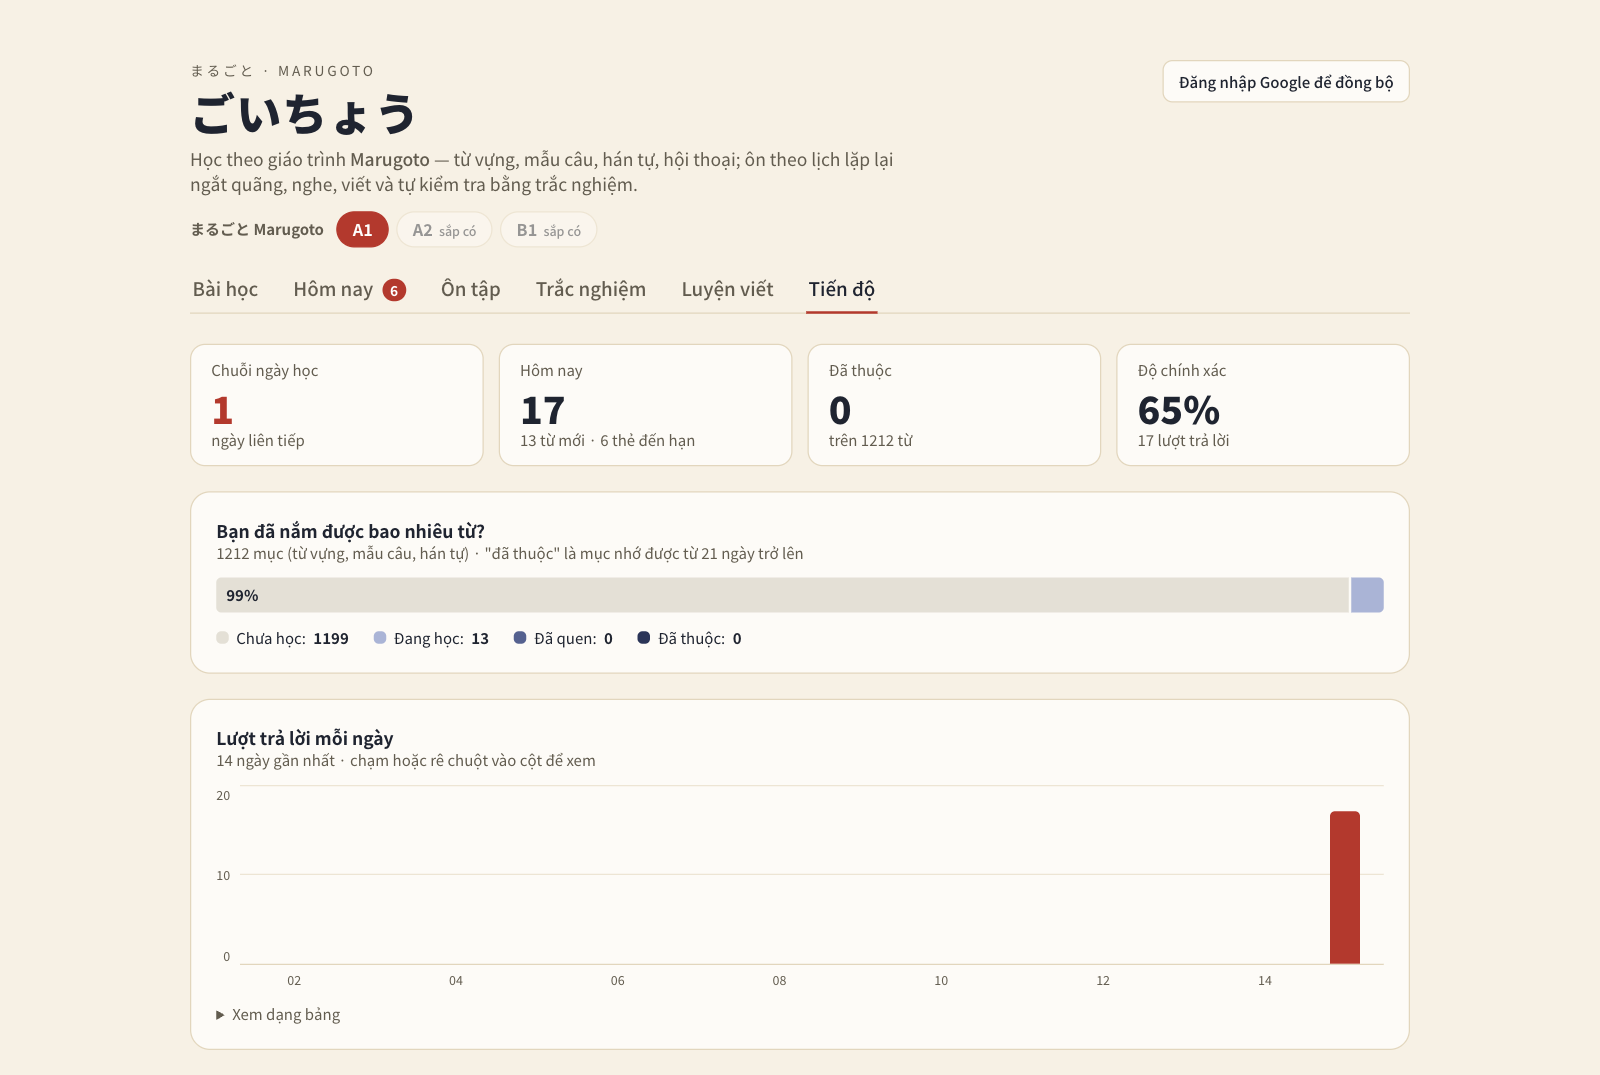 まるごと · MARUGOTO
Đăng nhập Google để đồng bộ
ごいちょう
Học theo giáo trình Marugoto — từ vựng, mẫu câu, hán tự, hội thoại; ôn theo lịch lặp lại
ngắt quãng, nghe, viết và tự kiểm tra bằng trắc nghiệm.
まるごと Marugoto A1 A2 sắp có B1 sắp có
Bài học Hôm nay 6 Ôn tập Trắc nghiệm Luyện viết Tiến độ
Chuỗi ngày học
1
ngày liên tiếp
Hôm nay
17
13 từ mới · 6 thẻ đến hạn
Đã thuộc
0
trên 1212 từ
Độ chính xác
65%
17 lượt trả lời
Bạn đã nắm được bao nhiêu từ?
1212 mục (từ vựng, mẫu câu, hán tự) · "đã thuộc" là mục nhớ được từ 21 ngày trở lên
99%
Chưa học: 1199 Đang học: 13 Đã quen: 0 Đã thuộc: 0
Lượt trả lời mỗi ngày
14 ngày gần nhất · chạm hoặc rê chuột vào cột để xem
20
10
0
02 04 06 08 10 12 14
▶ Xem dạng bảng